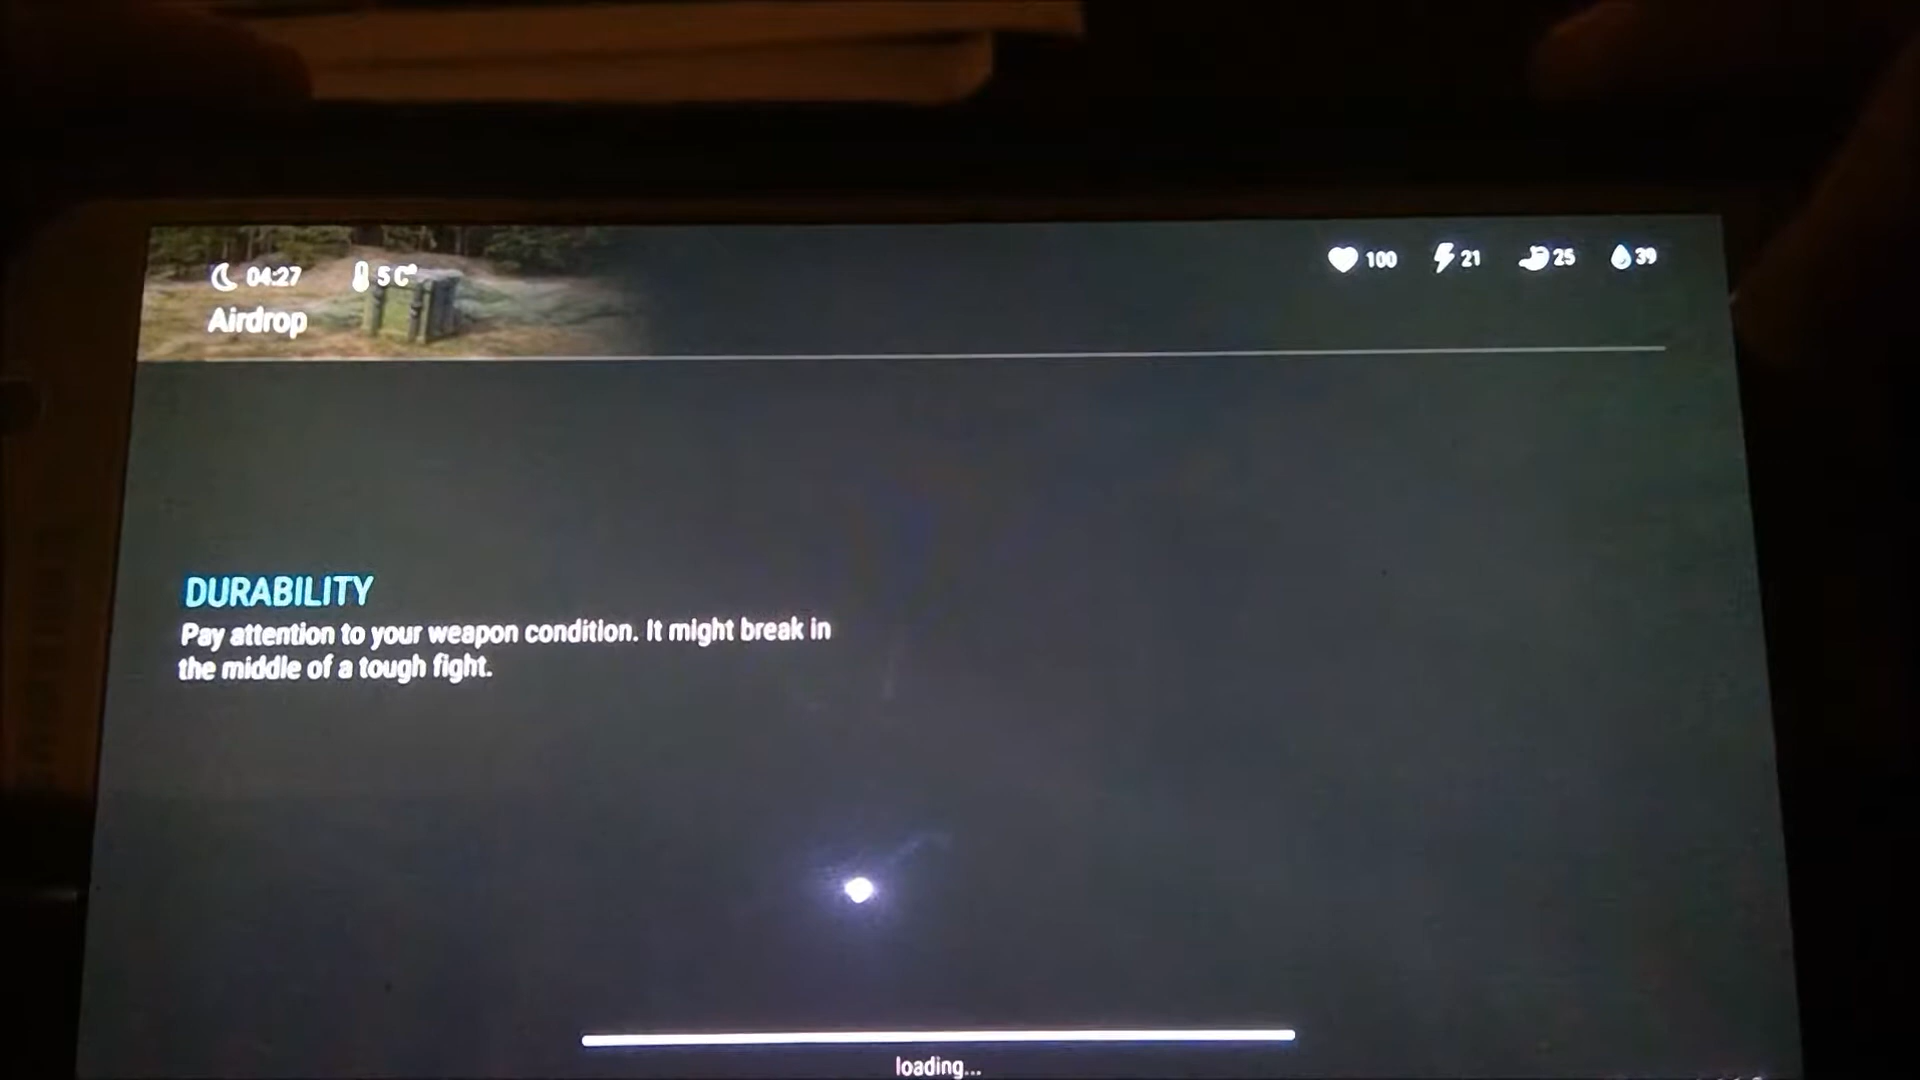 04:27 5 C°
100 21 25 39
Airdrop
DURABILITY
Pay attention to your weapon condition. It might break in
the middle of a tough fight.
loading...